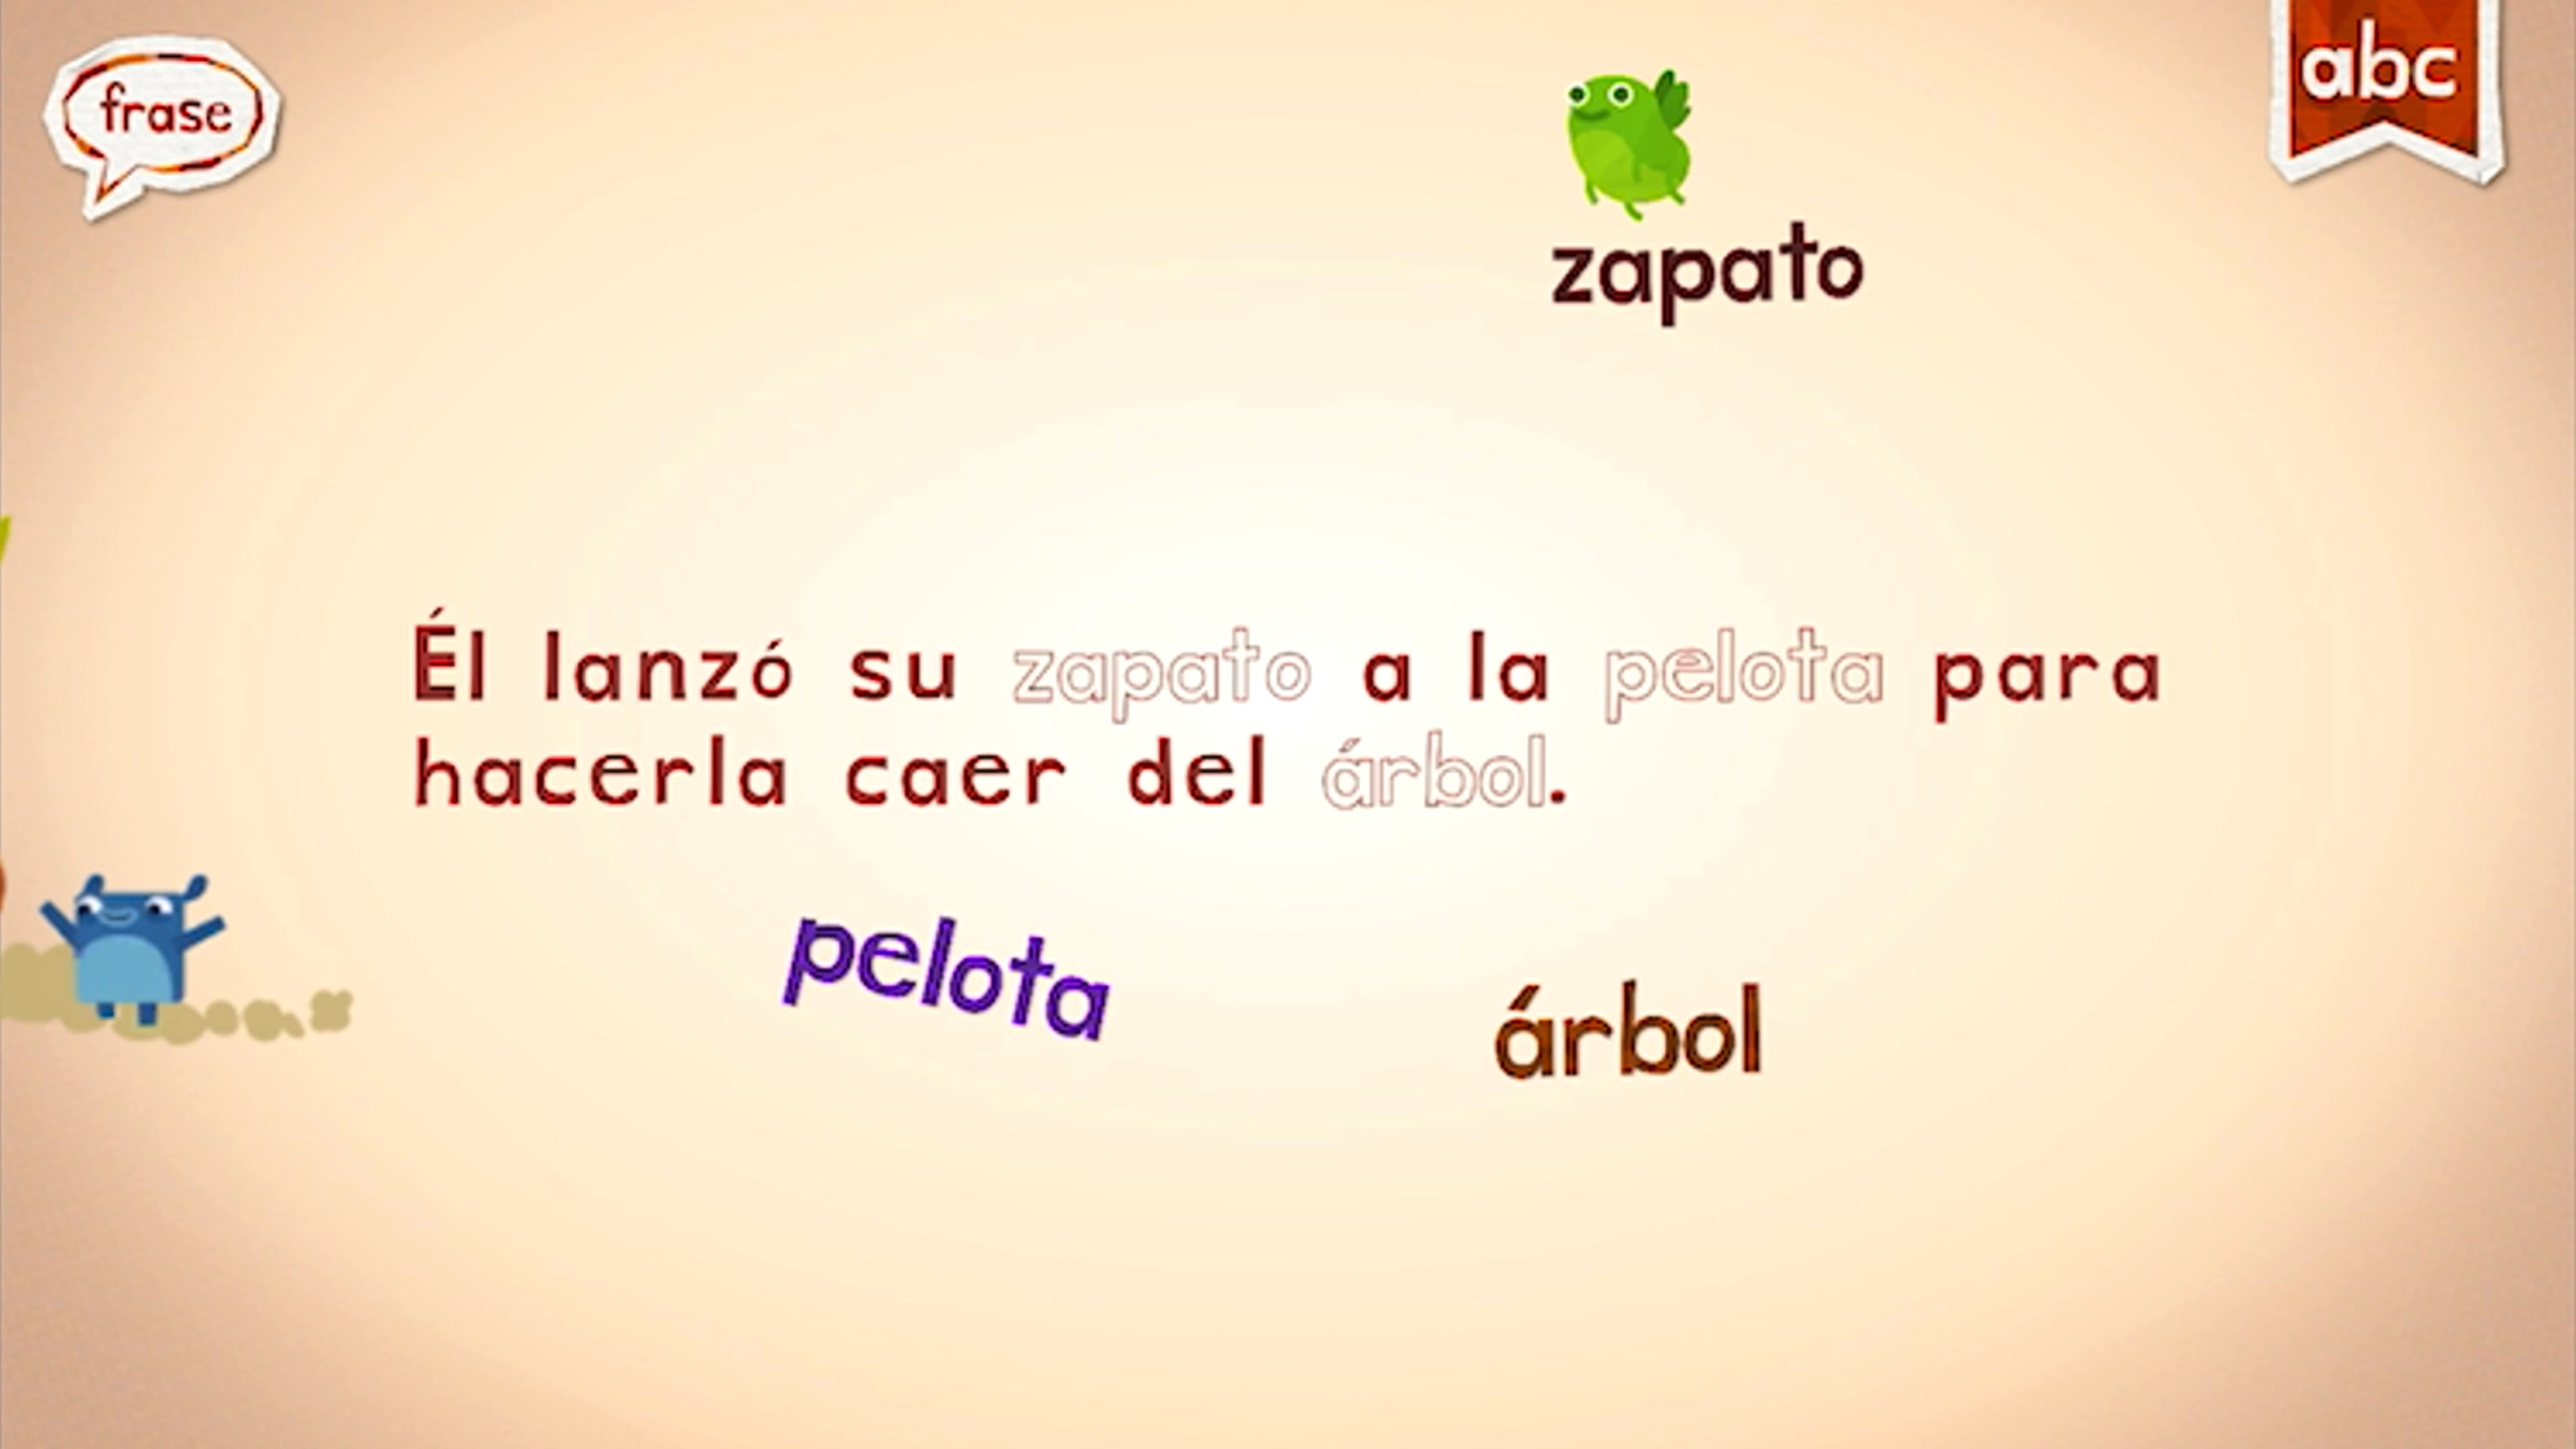 frase
abc
zapato
Él lanzó su zapato a la pelota para
hacerla caer del árbol.
pelota
árbol